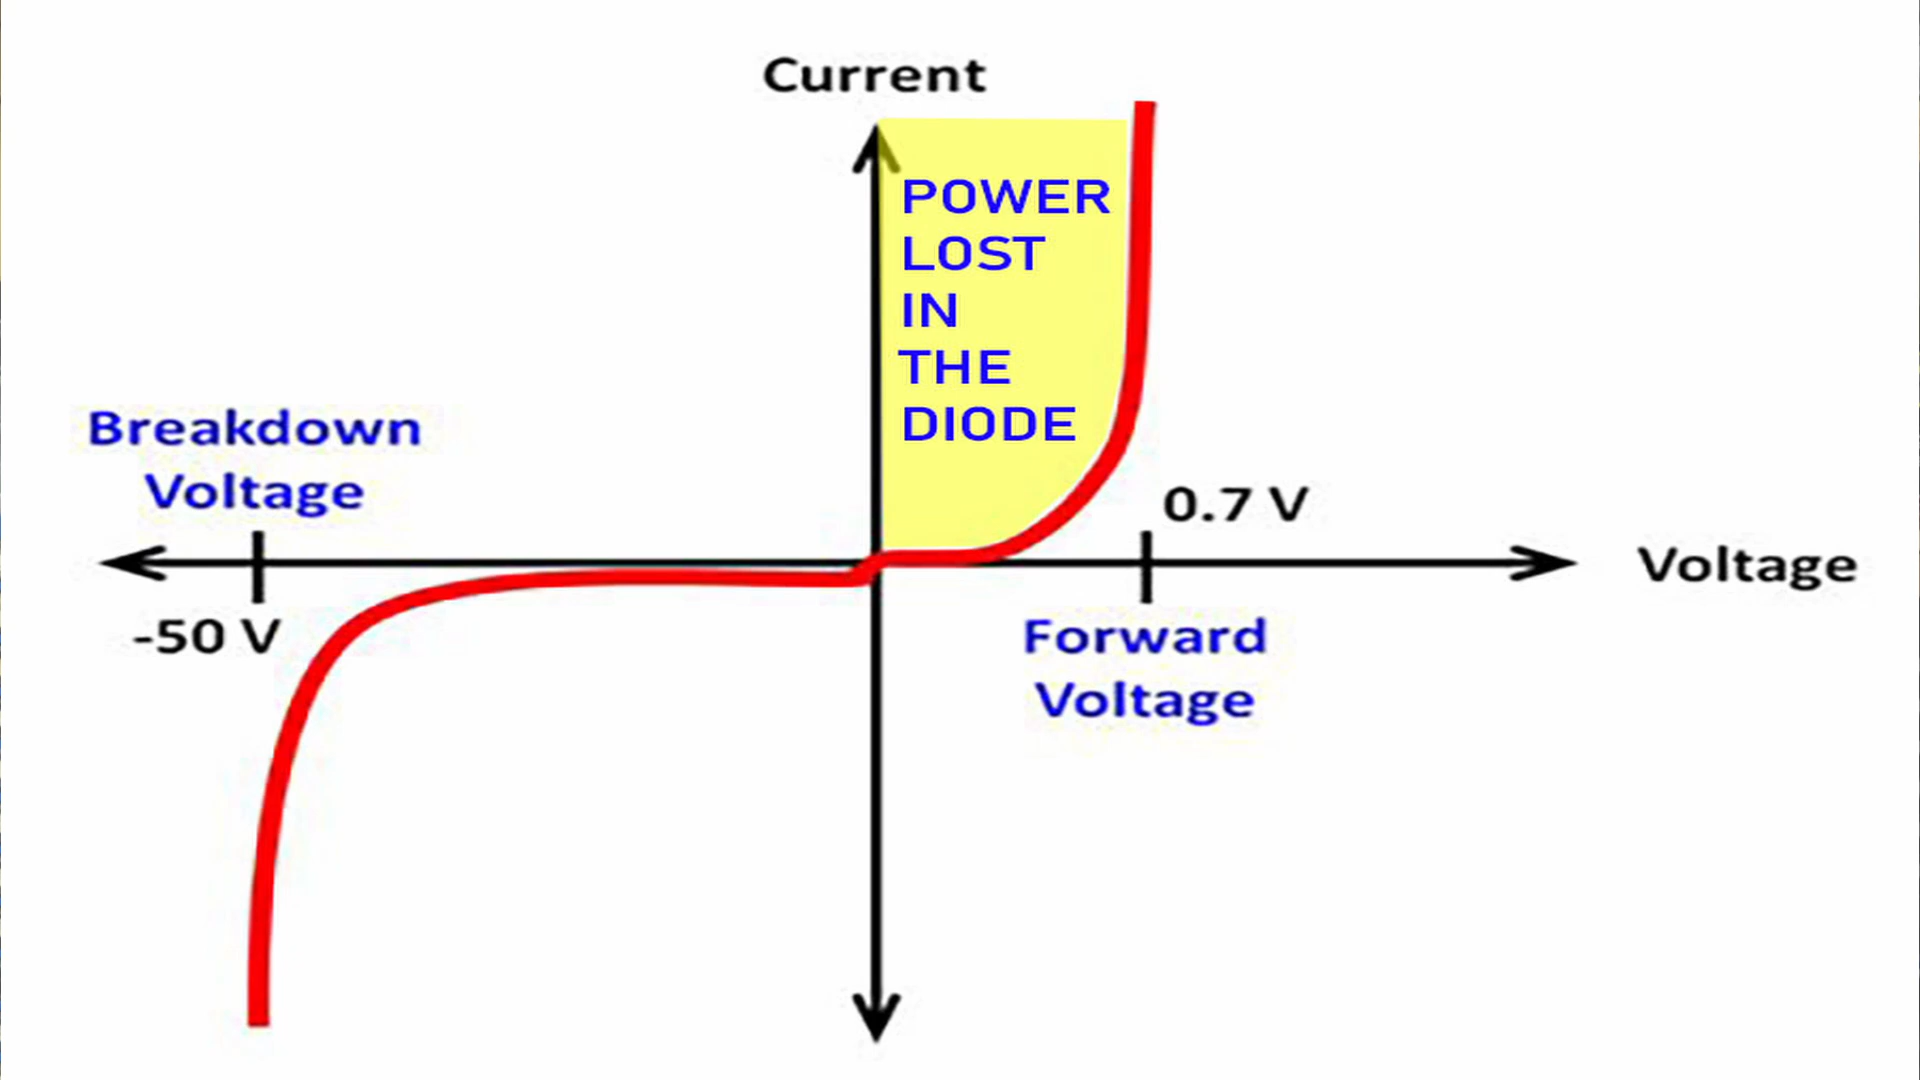 Current
POWER
LOST
IN
THE
DIODE
Breakdown
Voltage
-50 V
0.7 V
Voltage
Forward
Voltage